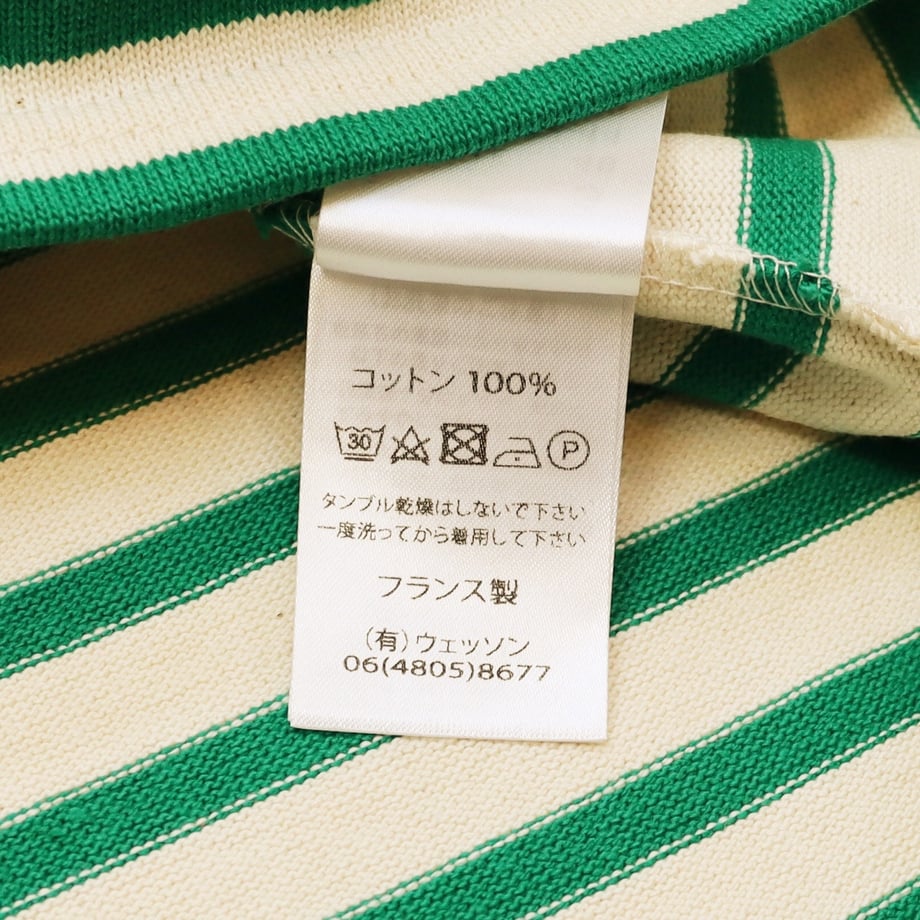 コットン 100%
30 P
タンブル乾燥はしないで下さい
一度洗ってから着用して下さい
フランス製
(有)ウェッソン
06(4805)8677